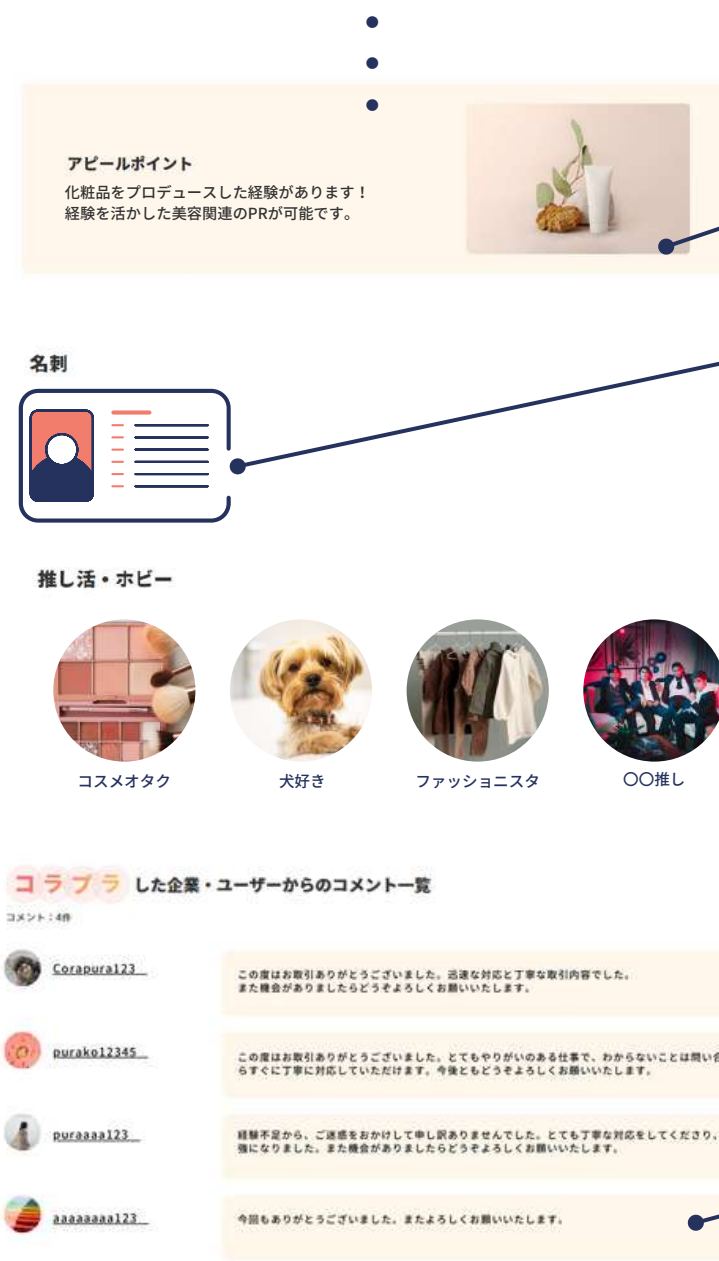 アピールポイント
化粧品をプロデュースした経験があります！
経験を活かした美容関連のPRが可能です。
名刺
推し活・ホビー
コスメオタク
犬好き
ファッショニスタ
〇〇推し
コラプラ した企業・ユーザーからのコメント一覧
コメント：4件
Corapura123
この度はお取引ありがとうございました。迅速な対応と丁寧な取引内容でした。
また機会がありましたらどうぞよろしくお願いいたします。
purako12345
この度はお取引ありがとうございました。とてもやりがいのある仕事で、わからないことは問い合
らすぐに丁寧に対応していただけます。今後ともどうぞよろしくお願いいたします。
puraaaa123
経験不足から、ご迷惑をおかけして申し訳ありませんでした。とても丁寧な対応をしてくださり、
強になりました。また機会がありましたらどうぞよろしくお願いいたします。
aaaaaaaa123
今回もありがとうございました。またよろしくお願いいたします。